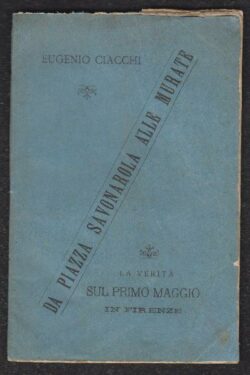 EUGENIO CIACCHI
DA PIAZZA SAVONAROLA ALLE MURATE
LA VERITÀ
SUL PRIMO MAGGIO
IN FIRENZE